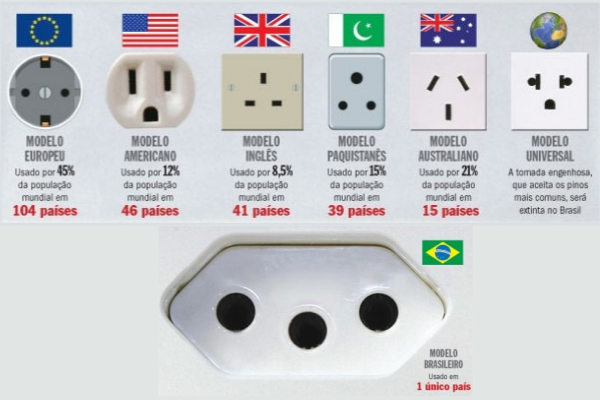 MODELO
EUROPEU
Usado por 45%
da população
mundial em
104 países
MODELO
AMERICANO
Usado por 12%
da população
mundial em
46 países
MODELO
INGLÊS
Usado por 8,5%
da população
mundial em
41 países
MODELO
PAQUISTANÊS
Usado por 15%
da população
mundial em
39 países
MODELO
AUSTRALIANO
Usado por 21%
da população
mundial em
15 países
MODELO
UNIVERSAL
A tomada engenhosa,
que aceita os pinos
mais comuns, será
extinta no Brasil
MODELO
BRASILEIRO
Usado em
1 único país